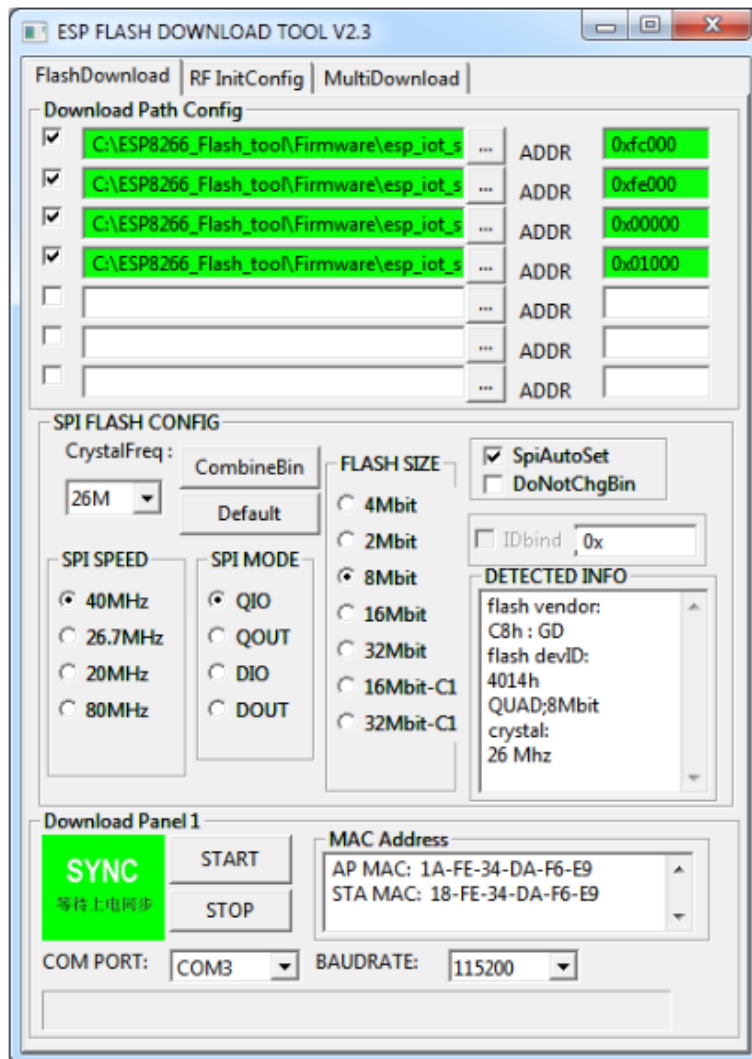 ESP FLASH DOWNLOAD TOOL V2.3
FlashDownload RF InitConfig MultiDownload
Download Path Config
C:\ESP8266_Flash_tool\Firmware\esp_iot_s ... ADDR 0xfc000
C:\ESP8266_Flash_tool\Firmware\esp_iot_s ... ADDR 0xfe000
C:\ESP8266_Flash_tool\Firmware\esp_iot_s ... ADDR 0x00000
C:\ESP8266_Flash_tool\Firmware\esp_iot_s ... ADDR 0x01000
... ADDR
... ADDR
... ADDR
SPI FLASH CONFIG
CrystalFreq :
26M
CombineBin
Default
SPI SPEED
40MHz
26.7MHz
20MHz
80MHz
SPI MODE
QIO
QOUT
DIO
DOUT
FLASH SIZE
4Mbit
2Mbit
8Mbit
16Mbit
32Mbit
16Mbit-C1
32Mbit-C1
SpiAutoSet
DoNotChgBin
IDbind 0x
DETECTED INFO
flash vendor:
C8h : GD
flash devID:
4014h
QUAD;8Mbit
crystal:
26 Mhz
Download Panel 1
SYNC
等待上电同步
START
STOP
MAC Address
AP MAC: 1A-FE-34-DA-F6-E9
STA MAC: 18-FE-34-DA-F6-E9
COM PORT: COM3 BAUDRATE: 115200